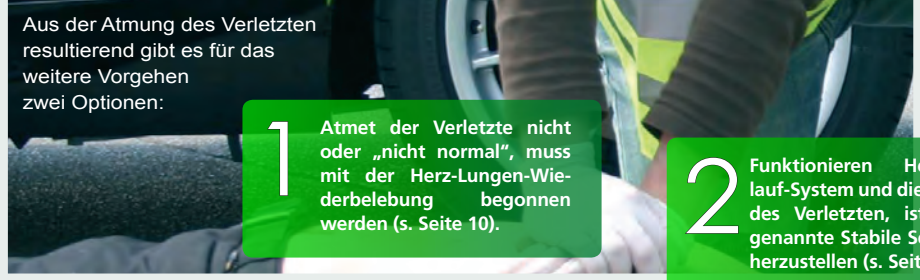 Aus der Atmung des Verletzten
resultierend gibt es für das
weitere Vorgehen
zwei Optionen:
1
Atmet der Verletzte nicht
oder „nicht normal“, muss
mit der Herz-Lungen-Wie-
derbelebung begonnen
werden (s. Seite 10).
2
Funktionieren
lauf-System und die
des Verletzten,
genannte Stabile
herzustellen (s.